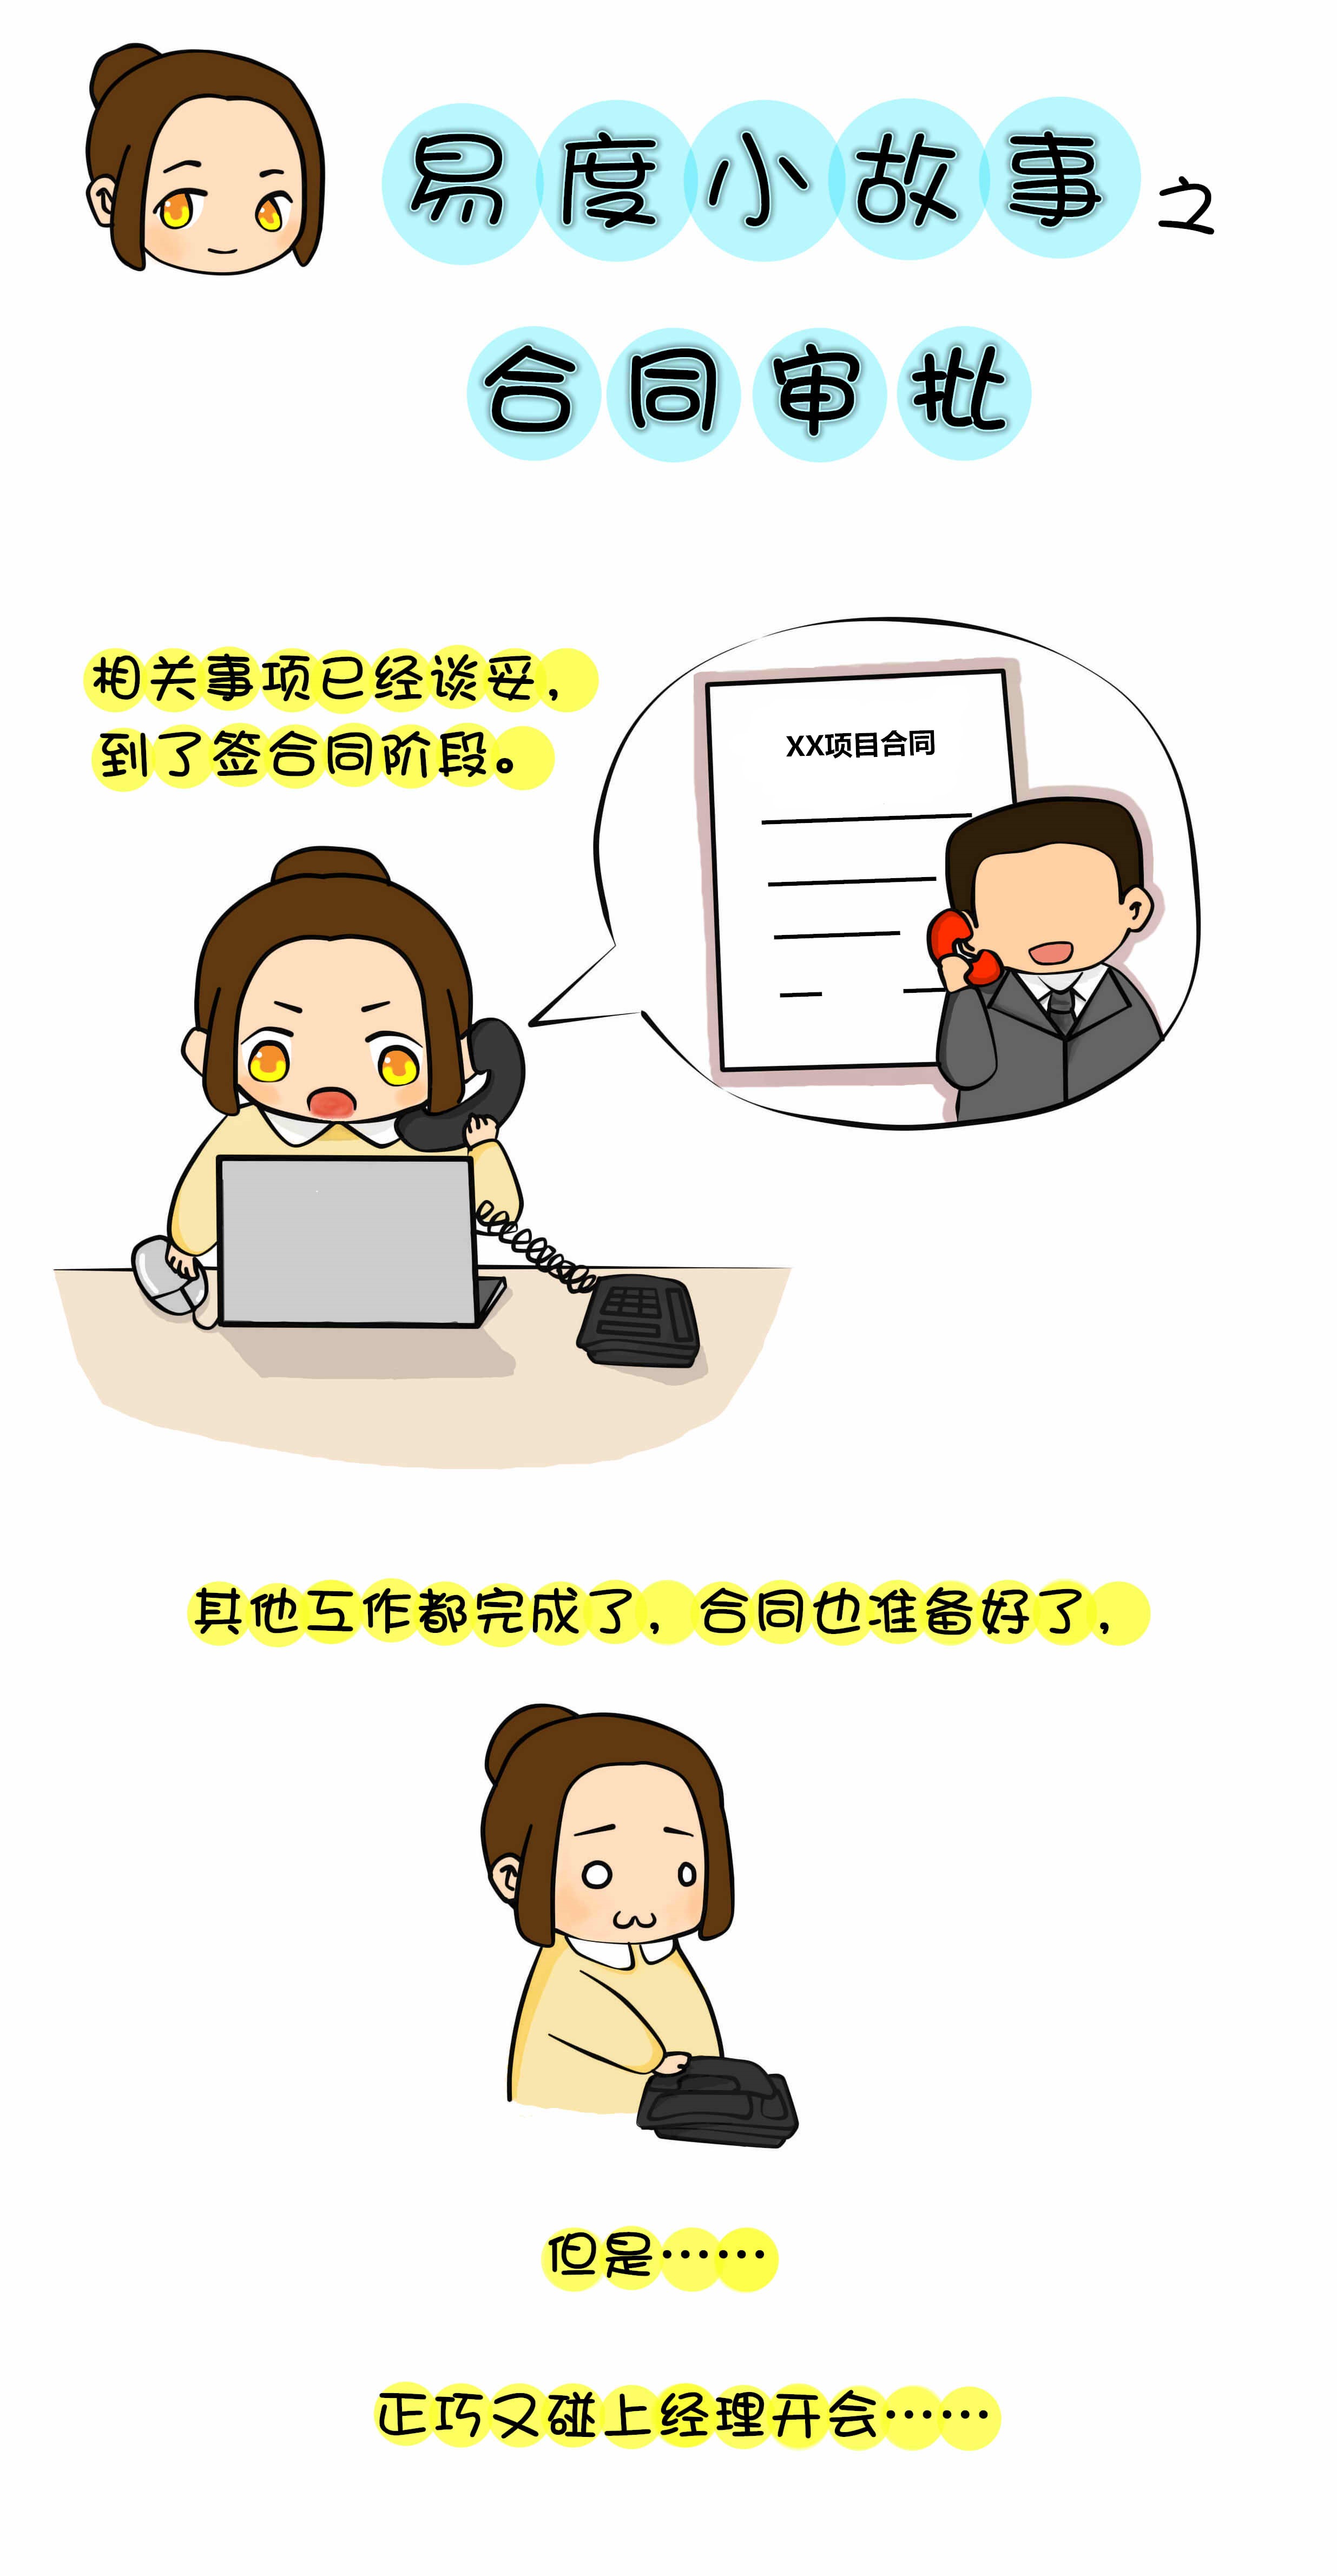 易度小故事之
合同审批
相关事项已经谈妥，
到了签合同阶段。
XX项目合同
其他工作都完成了，合同也准备好了，
但是……
正巧又碰上经理开会……